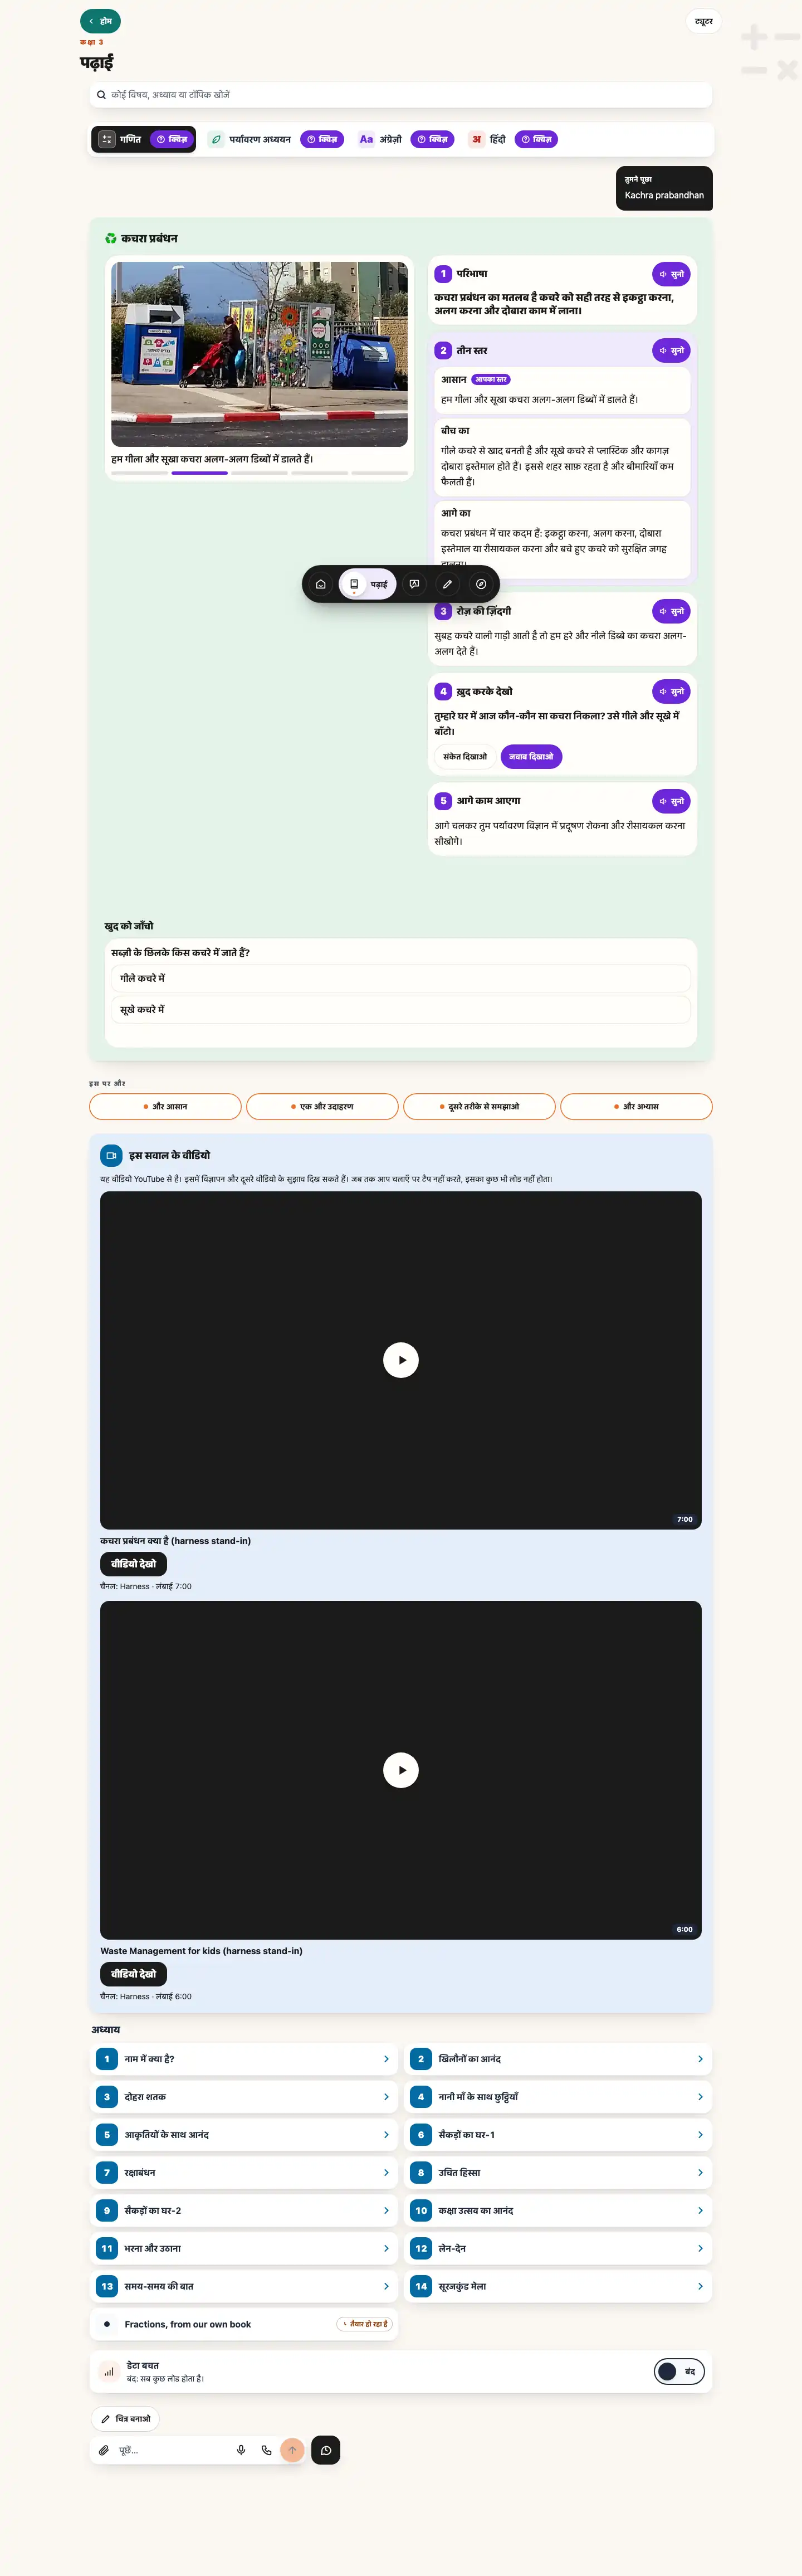 होम
ट्यूटर
कक्षा 3
पढ़ाई
कोई विषय, अध्याय या टॉपिक खोजें
गणित
क्विज़
पर्यावरण अध्ययन
क्विज़
Aa
अंग्रेज़ी
क्विज़
अ
हिंदी
क्विज़
तुमने पूछा
Kachra prabandhan
कचरा प्रबंधन
हम गीला और सूखा कचरा अलग-अलग डिब्बों में डालते हैं।
1
परिभाषा
सुनो
कचरा प्रबंधन का मतलब है कचरे को सही तरह से इकट्ठा करना,
अलग करना और दोबारा काम में लाना।
2
तीन स्तर
सुनो
आसान
आपका स्तर
हम गीला और सूखा कचरा अलग-अलग डिब्बों में डालते हैं।
बीच का
गीले कचरे से खाद बनती है और सूखे कचरे से प्लास्टिक और कागज़
दोबारा इस्तेमाल होते हैं। इससे शहर साफ़ रहता है और बीमारियाँ कम
फैलती हैं।
आगे का
कचरा प्रबंधन में चार कदम हैं: इकट्ठा करना, अलग करना, दोबारा
इस्तेमाल या रीसायकल करना और बचे हुए कचरे को सुरक्षित जगह
पढ़ाई
3
रोज़ की ज़िंदगी
सुनो
सुबह कचरे वाली गाड़ी आती है तो हम हरे और नीले डिब्बे का कचरा अलग-
अलग देते हैं।
4
ख़ुद करके देखो
सुनो
तुम्हारे घर में आज कौन-कौन सा कचरा निकला? उसे गीले और सूखे में
बाँटो।
संकेत दिखाओ
जवाब दिखाओ
5
आगे काम आएगा
सुनो
आगे चलकर तुम पर्यावरण विज्ञान में प्रदूषण रोकना और रीसायकल करना
सीखोगे।
खुद को जाँचो
सब्ज़ी के छिलके किस कचरे में जाते हैं?
गीले कचरे में
सूखे कचरे में
इस पर और
और आसान
एक और उदाहरण
दूसरे तरीके से समझाओ
और अभ्यास
इस सवाल के वीडियो
यह वीडियो YouTube से है। इसमें विज्ञापन और दूसरे वीडियो के सुझाव दिख सकते हैं। जब तक आप चलाएँ पर टैप नहीं करते, इसका कुछ भी लोड नहीं होता।
7:00
कचरा प्रबंधन क्या है (harness stand-in)
वीडियो देखो
चैनल: Harness · लंबाई 7:00
6:00
Waste Management for kids (harness stand-in)
वीडियो देखो
चैनल: Harness · लंबाई 6:00
अध्याय
1
नाम में क्या है?
2
खिलौनों का आनंद
3
दोहरा शतक
4
नानी माँ के साथ छुट्टियाँ
5
आकृतियों के साथ आनंद
6
सैकड़ों का घर-1
7
रक्षाबंधन
8
उचित हिस्सा
9
सैकड़ों का घर-2
10
कक्षा उत्सव का आनंद
11
भरना और उठाना
12
लेन-देन
13
समय-समय की बात
14
सूरजकुंड मेला
Fractions, from our own book
तैयार हो रहा है
डेटा बचत
बंद: सब कुछ लोड होता है।
बंद
चित्र बनाओ
पूछें...